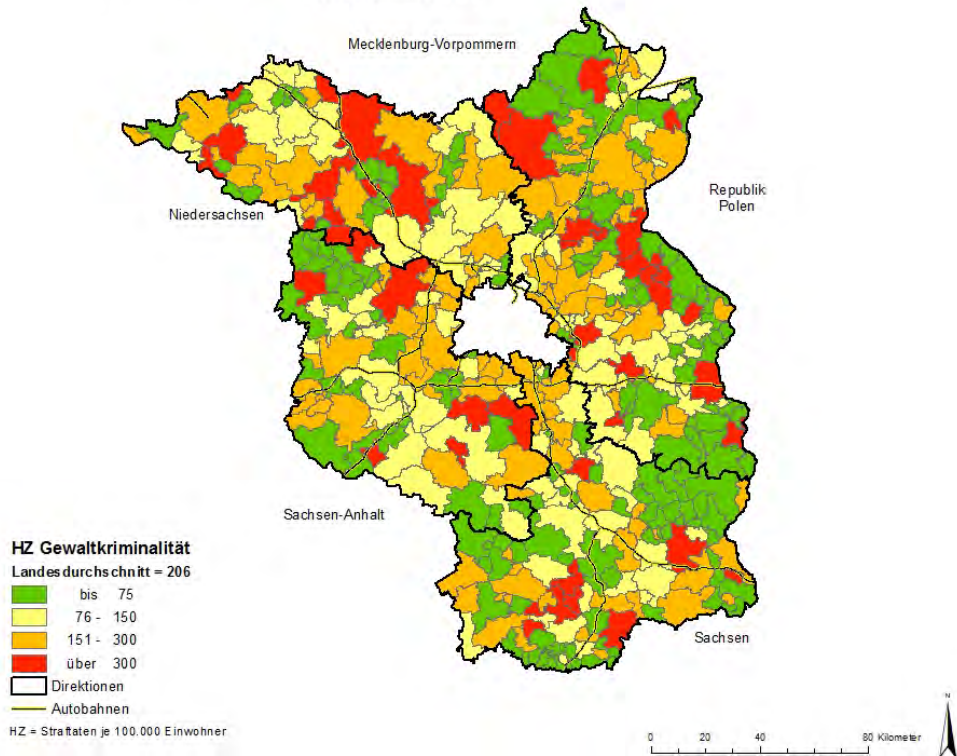 Mecklenburg-Vorpommern
Republik
Polen
Niedersachsen
Sachsen-Anhalt
Sachsen
HZ Gewaltkriminalität
Landesdurchschnitt = 206
bis 75
76 - 150
151 - 300
über 300
Direktionen
Autobahnen
HZ = Straftaten je 100.000 Einwohner
0 20 40 80 Kilometer
N